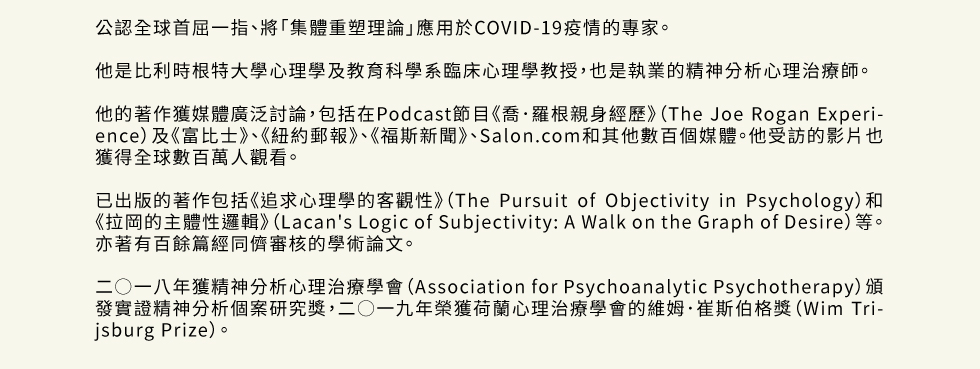 公認全球首屈一指、將「集體重塑理論」應用於COVID-19疫情的專家。
他是比利時根特大學心理學及教育科學系臨床心理學教授，也是執業的精神分析心理治療師。
他的著作獲媒體廣泛討論，包括在Podcast節目《喬·羅根親身經歷》（The Joe Rogan Experi-
ence）及《富比士》、《紐約郵報》、《福斯新聞》、Salon.com和其他數百個媒體。他受訪的影片也
獲得全球數百萬人觀看。
已出版的著作包括《追求心理學的客觀性》（The Pursuit of Objectivity in Psychology）和
《拉岡的主體性邏輯》（Lacan's Logic of Subjectivity: A Walk on the Graph of Desire）等。
亦著有百餘篇經同儕審核的學術論文。
二〇一八年獲精神分析心理治療學會（Association for Psychoanalytic Psychotherapy）頒
發實證精神分析個案研究獎，二〇一九年榮獲荷蘭心理治療學會的維姆·崔斯伯格獎（Wim Tri-
jsburg Prize）。